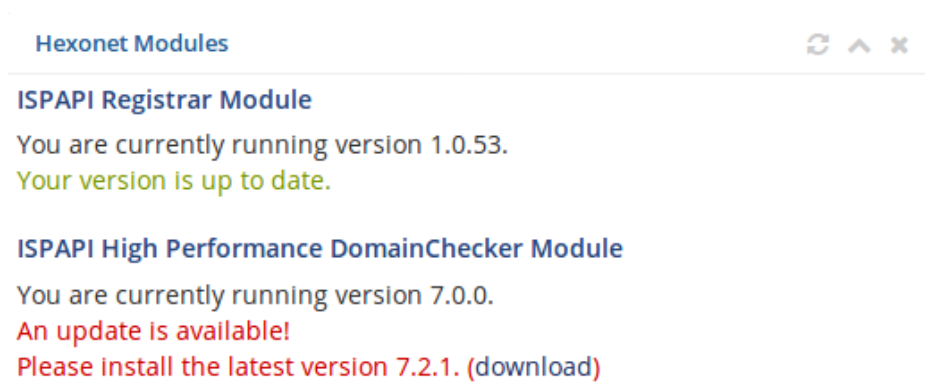 Hexonet Modules
ISPAPI Registrar Module
You are currently running version 1.0.53.
Your version is up to date.
ISPAPI High Performance DomainChecker Module
You are currently running version 7.0.0.
An update is available!
Please install the latest version 7.2.1. (download)